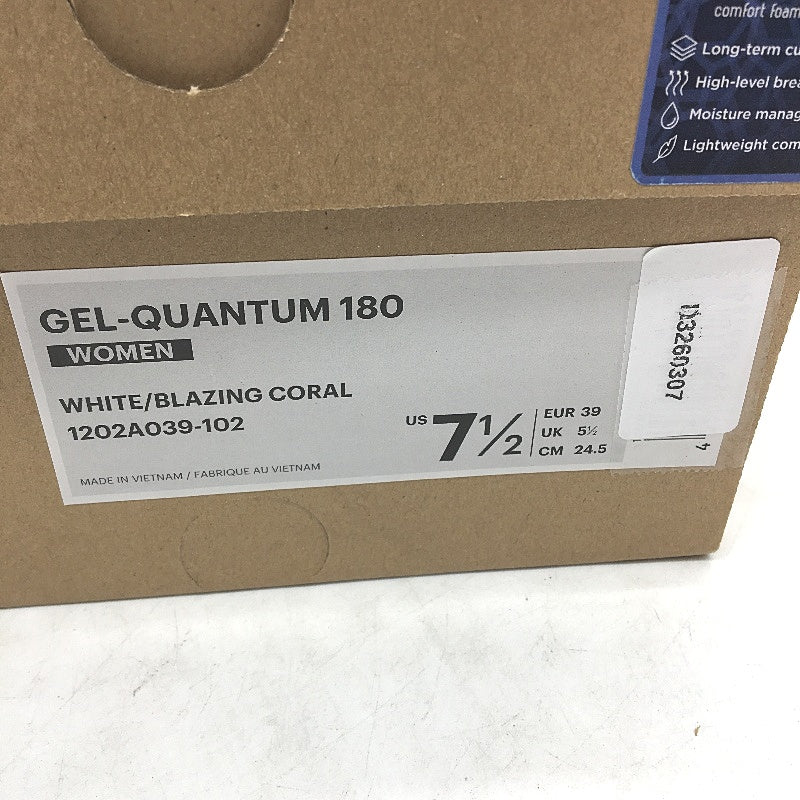 comfort foam
Long-term cu
High-level brea
Moisture manag
Lightweight com
GEL-QUANTUM 180
WOMEN
WHITE/BLAZING CORAL
1202A039-102
US 7½
EUR 39
UK 5½
CM 24.5
MADE IN VIETNAM / FABRIQUE AU VIETNAM
113260307
4